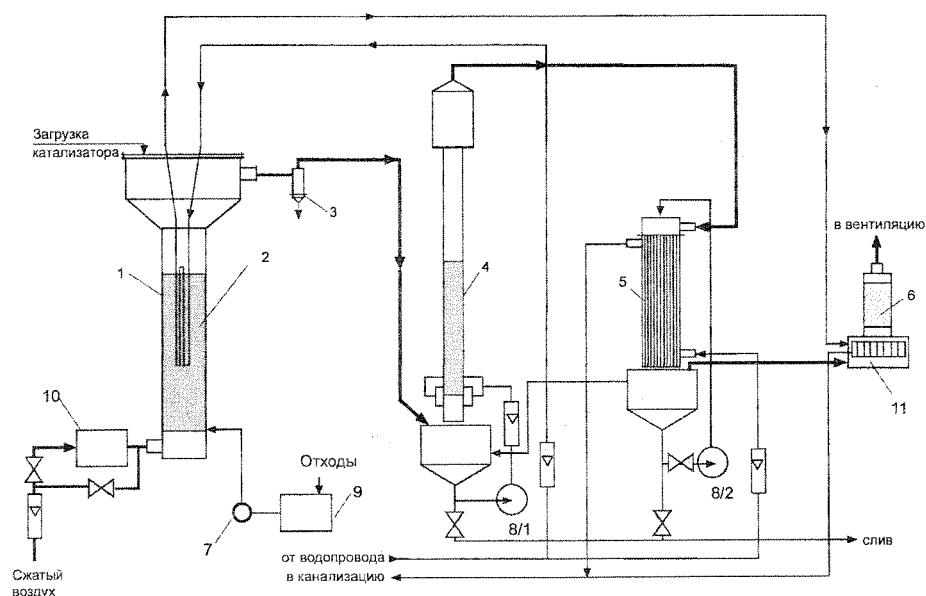 Загрузка
катализатора
3
в вентиляцию
1
2
4
5
6
10
11
Отходы
9
7
8/1
8/2
от водопровода
слив
в канализацию
Сжатый
воздух